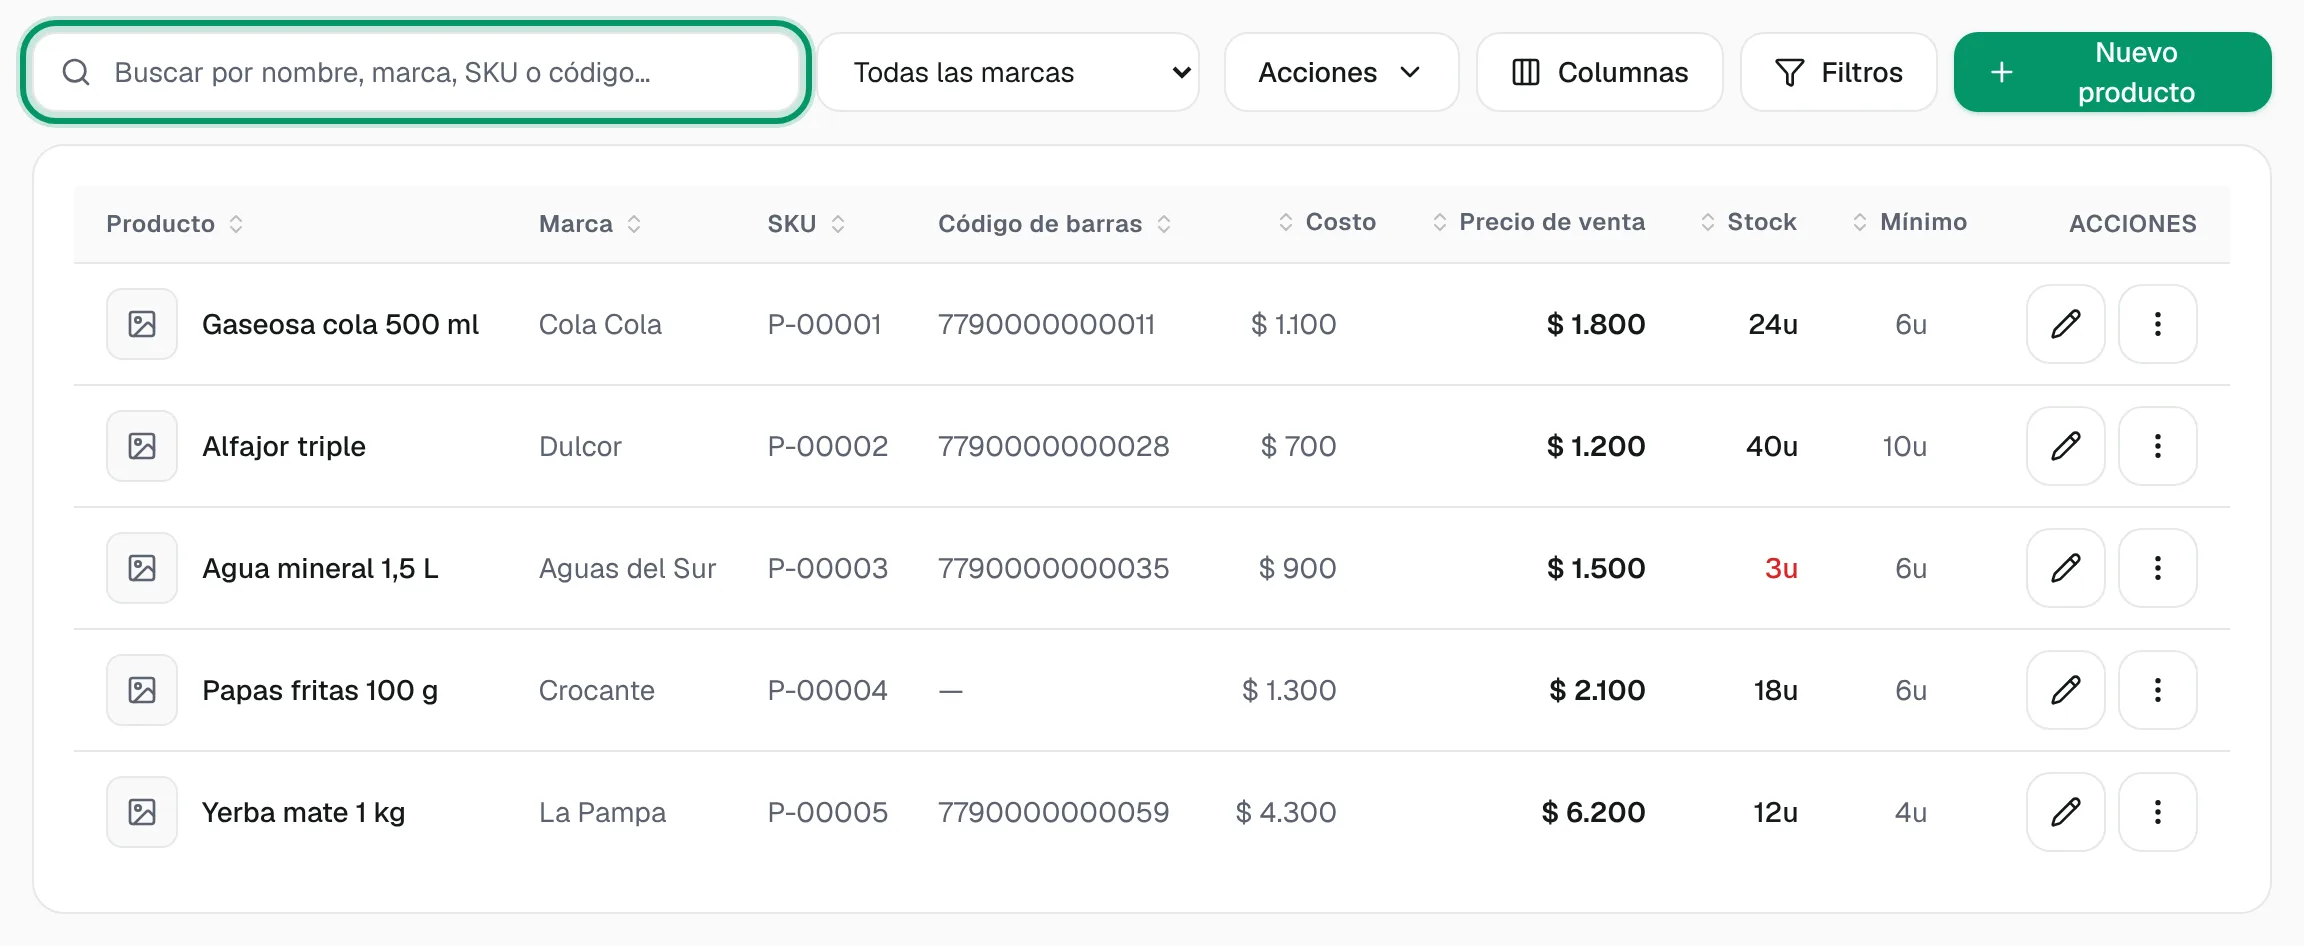 Buscar por nombre, marca, SKU o código...
Todas las marcas
Acciones
Columnas
Filtros
Nuevo
producto
Producto Marca SKU Código de barras Costo Precio de venta Stock Mínimo ACCIONES
Gaseosa cola 500 ml Cola Cola P-00001 7790000000011 $ 1.100 $ 1.800 24u 6u
Alfajor triple Dulcor P-00002 7790000000028 $ 700 $ 1.200 40u 10u
Agua mineral 1,5 L Aguas del Sur P-00003 7790000000035 $ 900 $ 1.500 3u 6u
Papas fritas 100 g Crocante P-00004 — $ 1.300 $ 2.100 18u 6u
Yerba mate 1 kg La Pampa P-00005 7790000000059 $ 4.300 $ 6.200 12u 4u